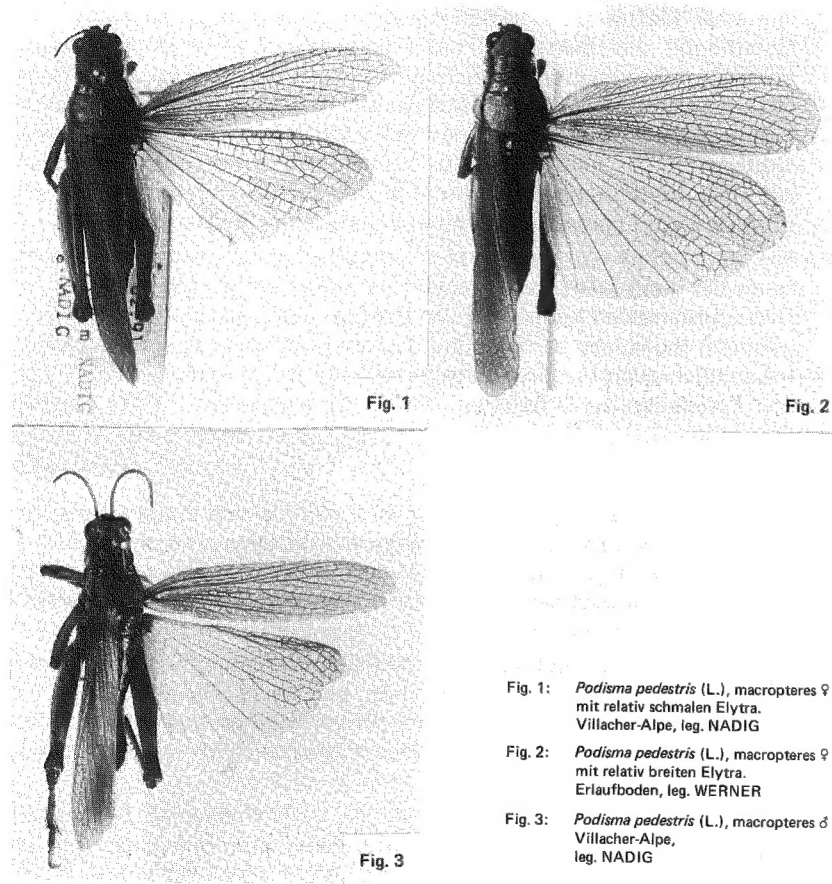 Fig. 1
Fig. 2
Fig. 3
NADIG
NADIG
Fig. 1: Podisma pedestris (L.), macropteres ♀
mit relativ schmalen Elytra.
Villacher-Alpe, leg. NADIG
Fig. 2: Podisma pedestris (L.), macropteres ♀
mit relativ breiten Elytra.
Erlaufboden, leg. WERNER
Fig. 3: Podisma pedestris (L.), macropteres ♂
Villacher-Alpe,
leg. NADIG